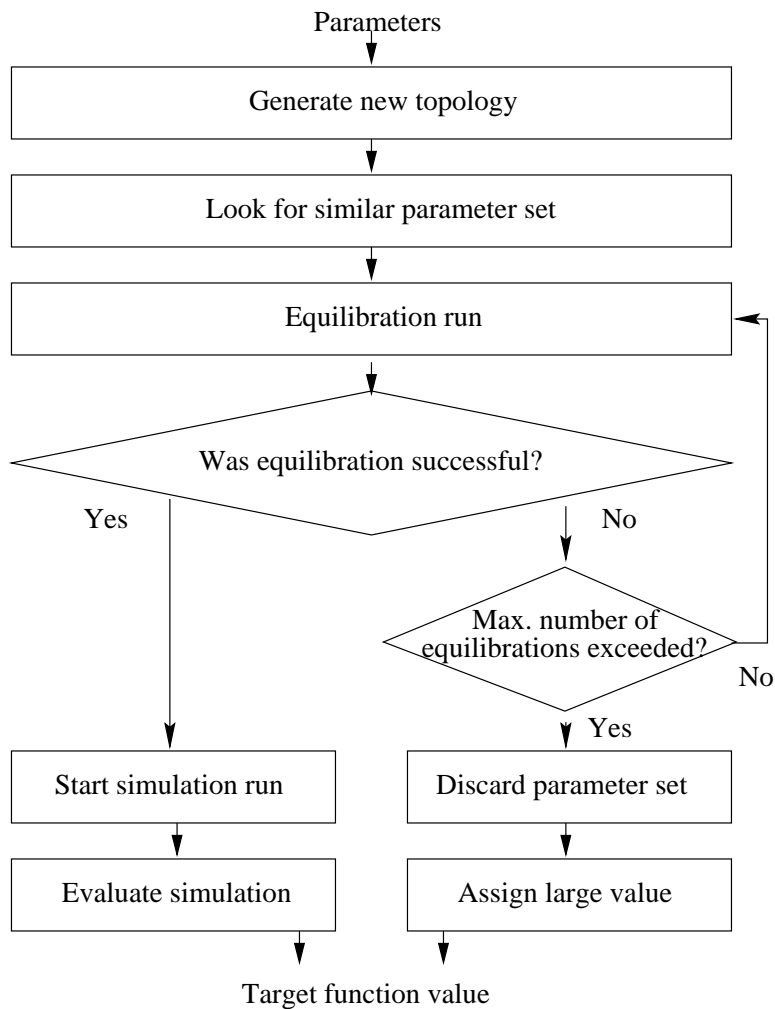 Parameters
Generate new topology
Look for similar parameter set
Equilibration run
Was equilibration successful?
Yes
No
Max. number of
equilibrations exceeded?
No
Yes
Start simulation run
Discard parameter set
Evaluate simulation
Assign large value
Target function value